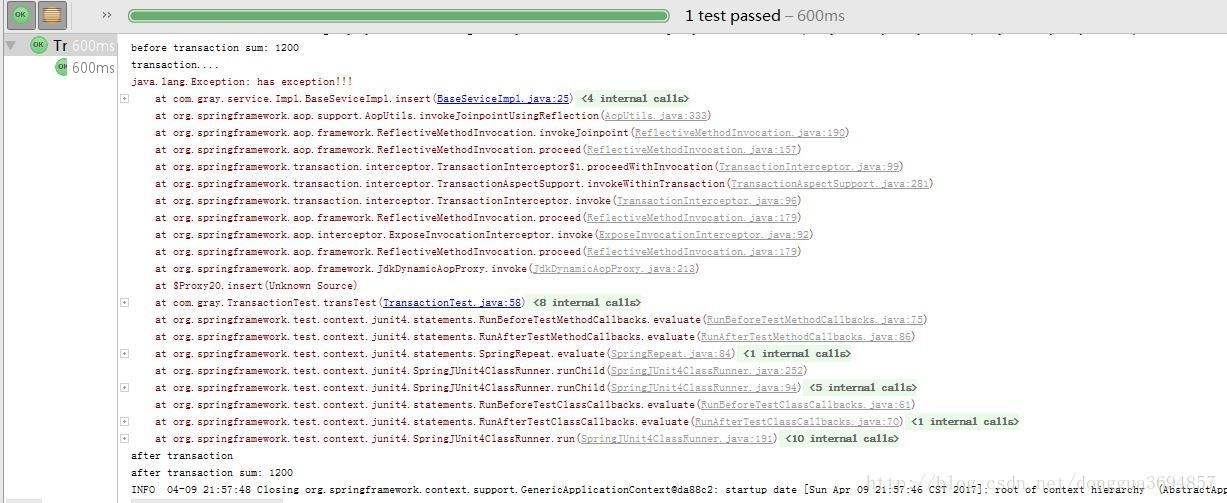 OK
>>
1 test passed – 600ms
OK Tr 600ms
600ms
before transaction sum: 1200
transaction....
java.lang.Exception: has exception!!!
at com.gray.service.Impl.BaseSeviceImpl.insert(BaseSeviceImpl.java:25) <4 internal calls>
at org.springframework.aop.support.AopUtils.invokeJoinpointUsingReflection(AopUtils.java:333)
at org.springframework.aop.framework.ReflectiveMethodInvocation.invokeJoinpoint(ReflectiveMethodInvocation.java:190)
at org.springframework.aop.framework.ReflectiveMethodInvocation.proceed(ReflectiveMethodInvocation.java:157)
at org.springframework.transaction.interceptor.TransactionInterceptor$1.proceedWithInvocation(TransactionInterceptor.java:99)
at org.springframework.transaction.interceptor.TransactionAspectSupport.invokeWithinTransaction(TransactionAspectSupport.java:281)
at org.springframework.transaction.interceptor.TransactionInterceptor.invoke(TransactionInterceptor.java:96)
at org.springframework.aop.framework.ReflectiveMethodInvocation.proceed(ReflectiveMethodInvocation.java:179)
at org.springframework.aop.interceptor.ExposeInvocationInterceptor.invoke(ExposeInvocationInterceptor.java:92)
at org.springframework.aop.framework.ReflectiveMethodInvocation.proceed(ReflectiveMethodInvocation.java:179)
at org.springframework.aop.framework.JdkDynamicAopProxy.invoke(JdkDynamicAopProxy.java:213)
at $Proxy20.insert(Unknown Source)
at com.gray.TransactionTest.transTest(TransactionTest.java:58) <8 internal calls>
at org.springframework.test.context.junit4.statements.RunBeforeTestMethodCallbacks.evaluate(RunBeforeTestMethodCallbacks.java:75)
at org.springframework.test.context.junit4.statements.RunAfterTestMethodCallbacks.evaluate(RunAfterTestMethodCallbacks.java:86)
at org.springframework.test.context.junit4.statements.SpringRepeat.evaluate(SpringRepeat.java:84) <1 internal calls>
at org.springframework.test.context.junit4.SpringJUnit4ClassRunner.runChild(SpringJUnit4ClassRunner.java:252)
at org.springframework.test.context.junit4.SpringJUnit4ClassRunner.runChild(SpringJUnit4ClassRunner.java:94) <5 internal calls>
at org.springframework.test.context.junit4.statements.RunBeforeTestClassCallbacks.evaluate(RunBeforeTestClassCallbacks.java:61)
at org.springframework.test.context.junit4.statements.RunAfterTestClassCallbacks.evaluate(RunAfterTestClassCallbacks.java:70) <1 internal calls>
at org.springframework.test.context.junit4.SpringJUnit4ClassRunner.run(SpringJUnit4ClassRunner.java:191) <10 internal calls>
after transaction
after transaction sum: 1200
INFO 04-09 21:57:48 Closing org.springframework.context.support.GenericApplicationContext@da88c2: startup date [Sun Apr 09 21:57:46 CST 2017]; root of context hierarchy (AbstractApp
http://blog.csdn.net/dongua3694857